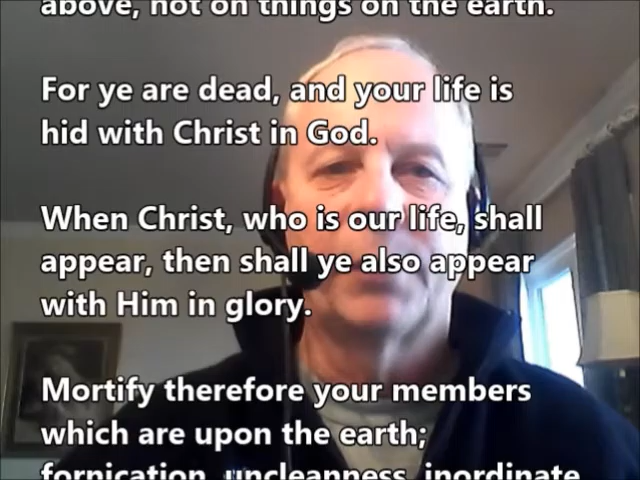 above, not on things on the earth.
For ye are dead, and your life is
hid with Christ in God.
When Christ, who is our life, shall
appear, then shall ye also appear
with Him in glory.
Mortify therefore your members
which are upon the earth;
fornication, uncleanness, inordinate